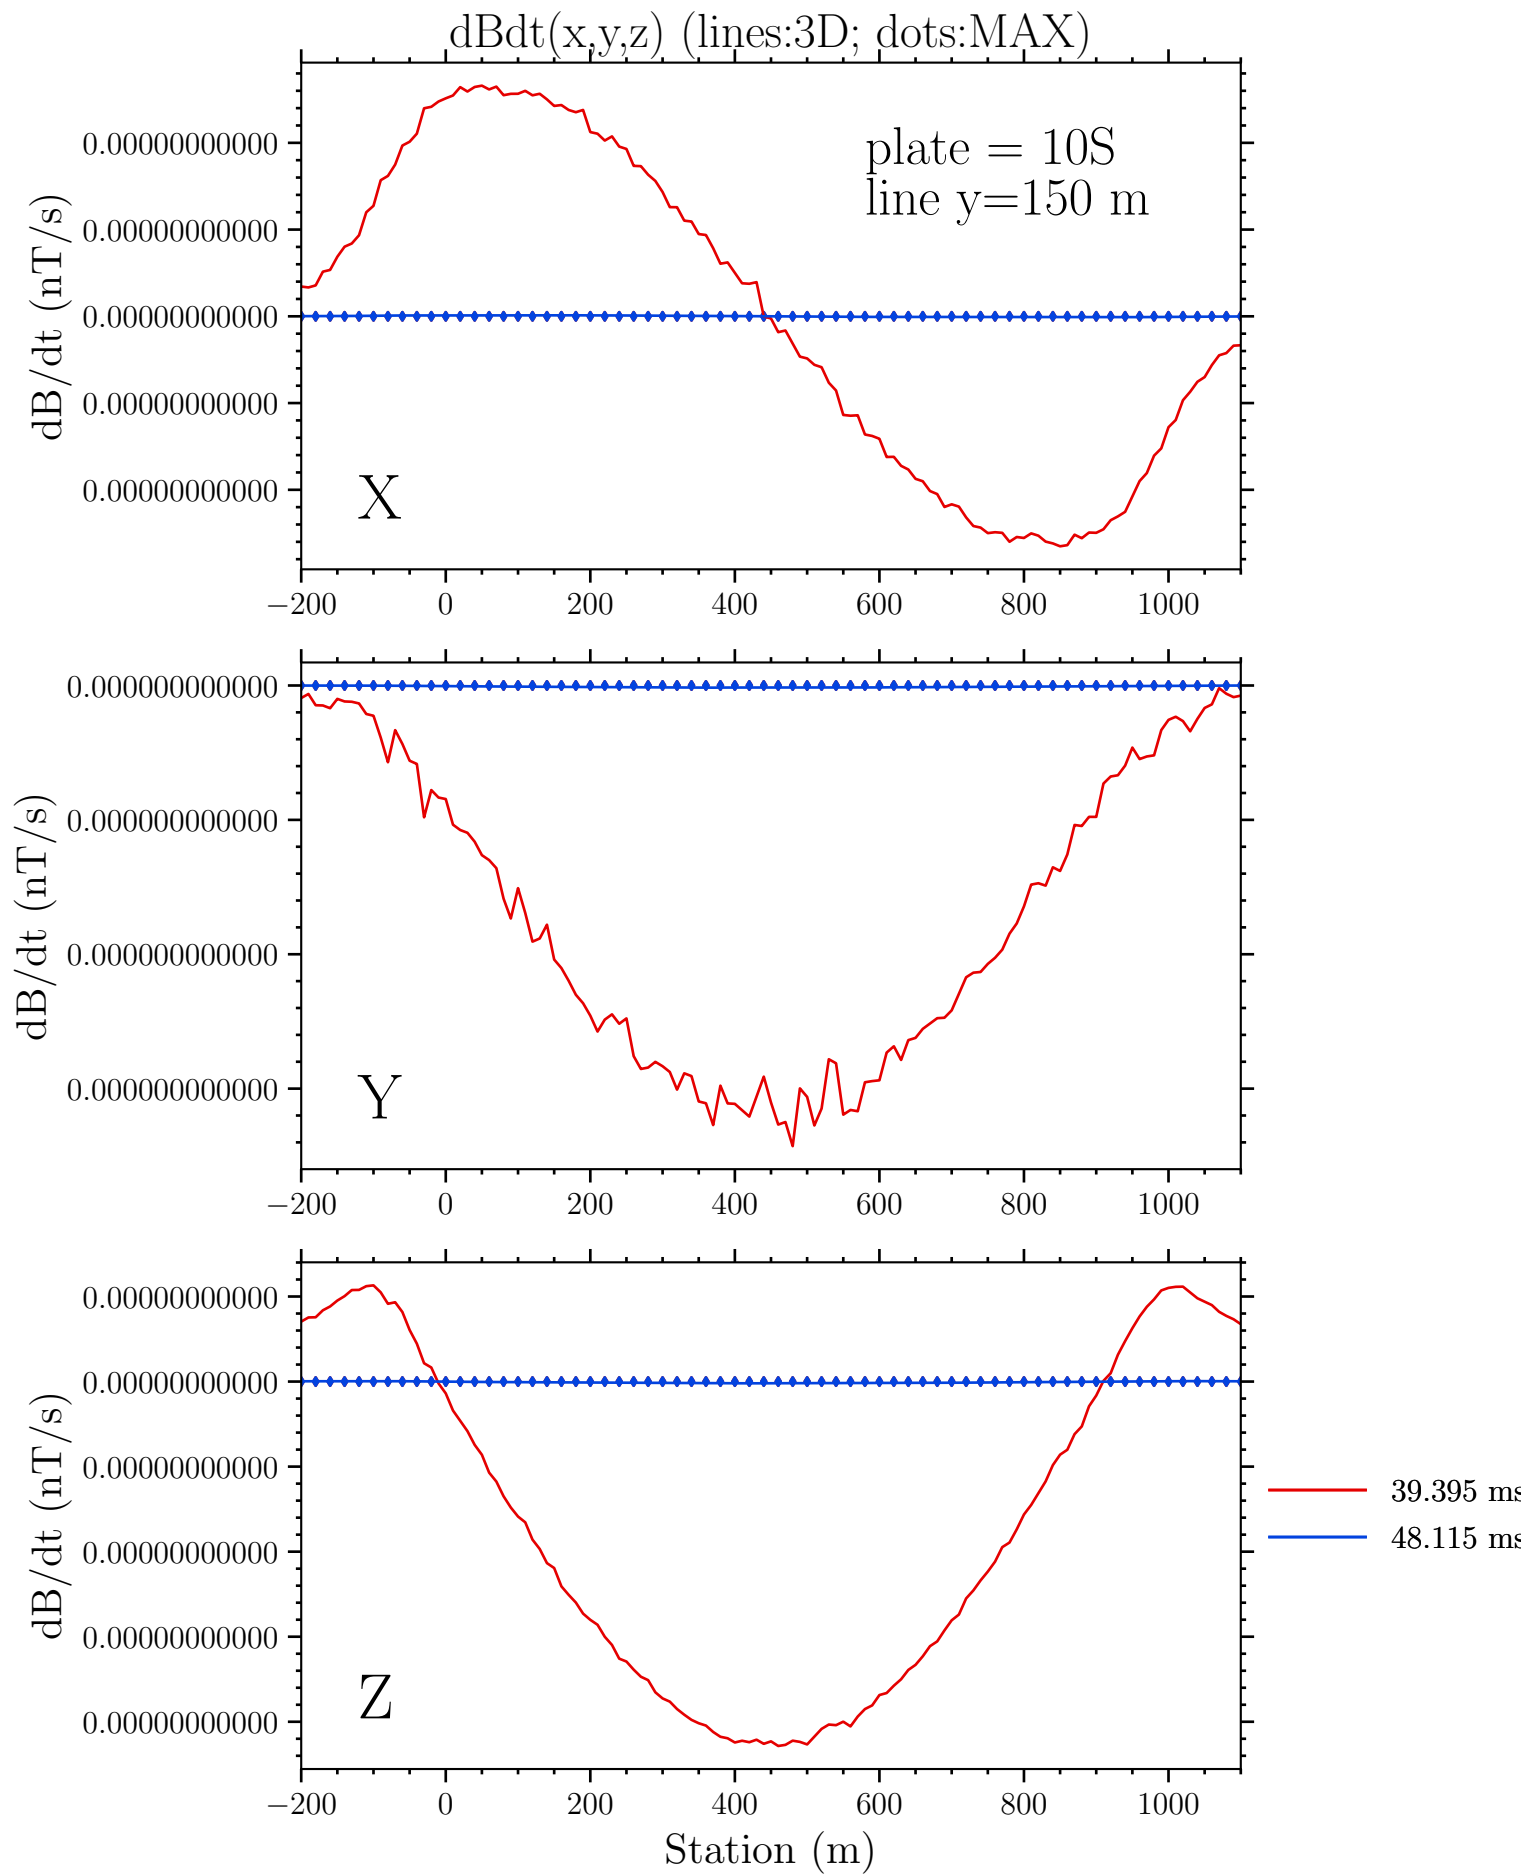 dBdt(x,y,z) (lines:3D; dots:MAX)
plate = 10S
line y=150 m
dB/dt (nT/s)
0.00000000000
0.00000000000
0.00000000000
0.00000000000
0.00000000000
X
−200 0 200 400 600 800 1000
dB/dt (nT/s)
0.000000000000
0.000000000000
0.000000000000
0.000000000000
Y
−200 0 200 400 600 800 1000
dB/dt (nT/s)
0.00000000000
0.00000000000
0.00000000000
0.00000000000
0.00000000000
0.00000000000
Z
−200 0 200 400 600 800 1000
Station (m)
39.395 ms
48.115 ms